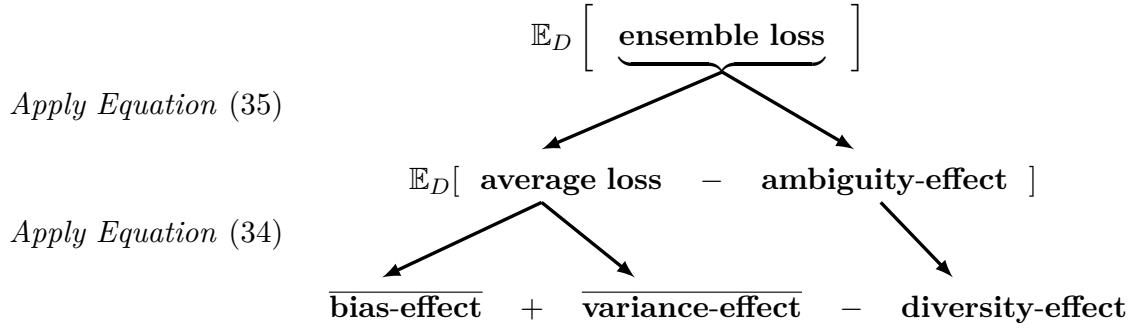 𝔼_D [ ensemble loss ]
Apply Equation (35)
𝔼_D[ average loss − ambiguity-effect ]
Apply Equation (34)
bias-effect + variance-effect − diversity-effect